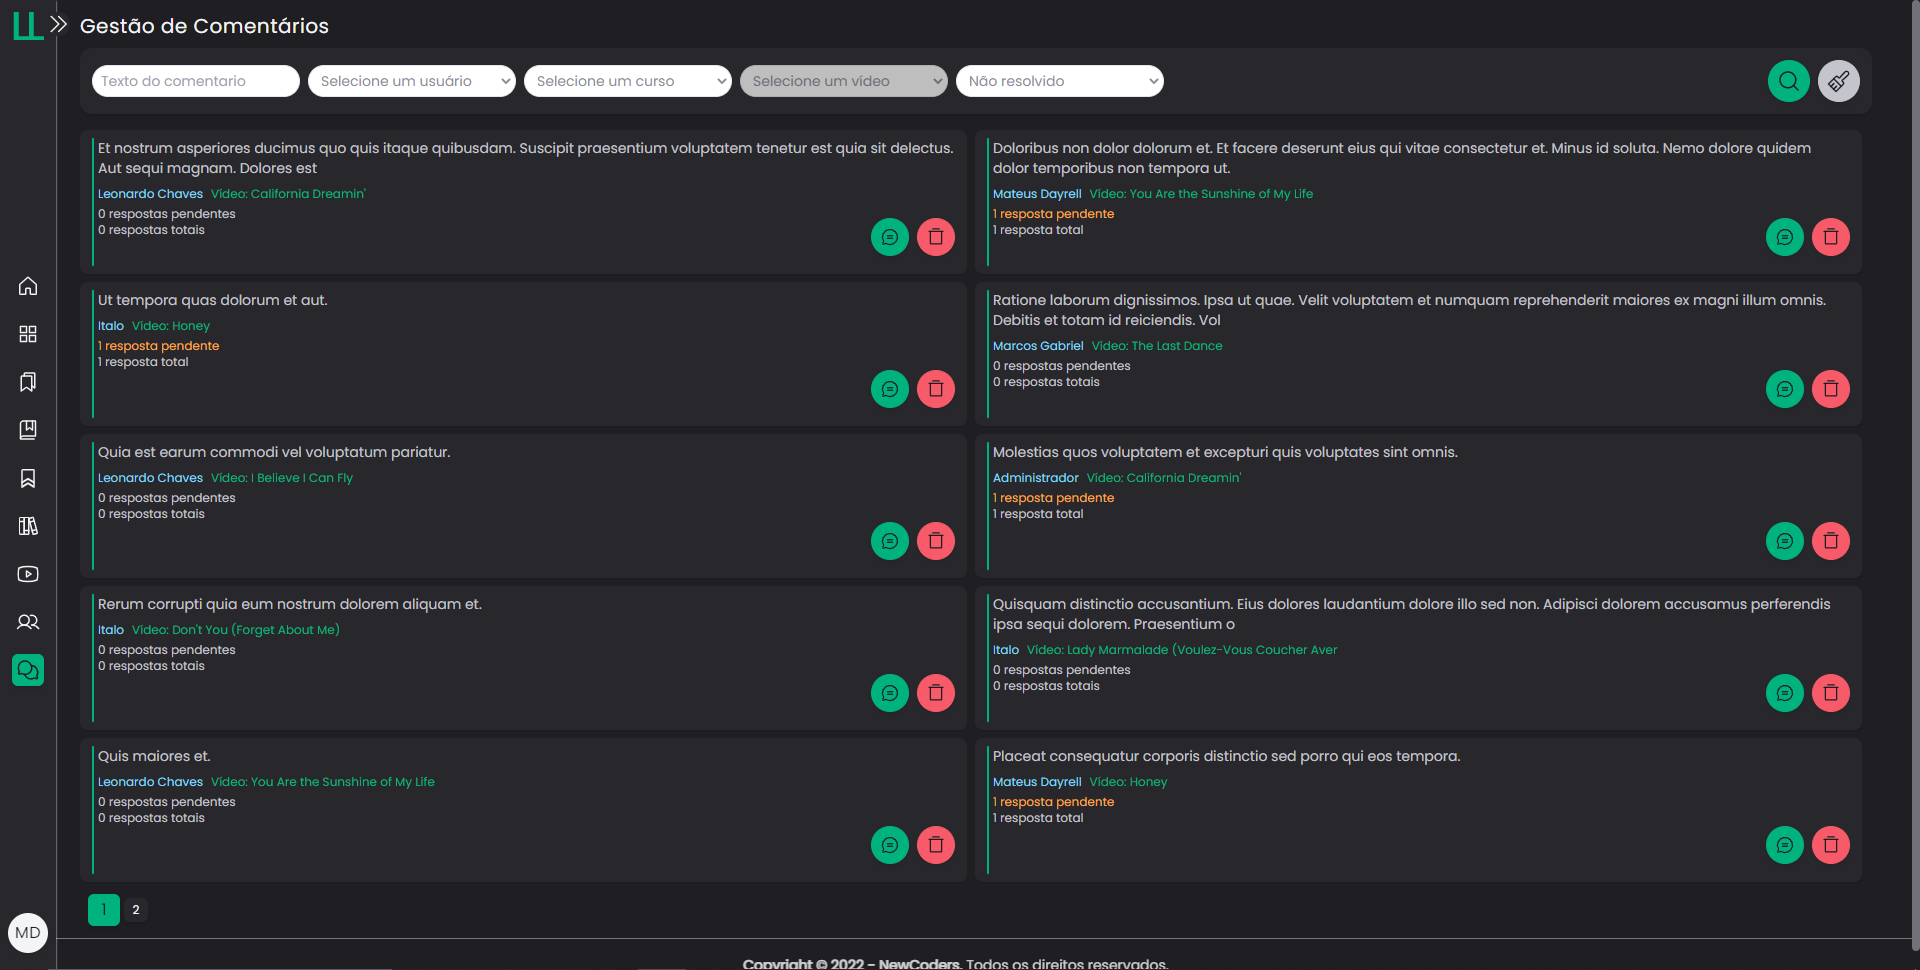 LL
Gestão de Comentários
Texto do comentario
Selecione um usuário
Selecione um curso
Selecione um vídeo
Não resolvido
Et nostrum asperiores ducimus quo quis itaque quibusdam. Suscipit praesentium voluptatem tenetur est quia sit delectus.
Aut sequi magnam. Dolores est
Leonardo Chaves Vídeo: California Dreamin'
0 respostas pendentes
0 respostas totais
Doloribus non dolor dolorum et. Et facere deserunt eius qui vitae consectetur et. Minus id soluta. Nemo dolore quidem
dolor temporibus non tempora ut.
Mateus Dayrell Vídeo: You Are the Sunshine of My Life
1 resposta pendente
1 resposta total
Ut tempora quas dolorum et aut.
Italo Vídeo: Honey
1 resposta pendente
1 resposta total
Ratione laborum dignissimos. Ipsa ut quae. Velit voluptatem et numquam reprehenderit maiores ex magni illum omnis.
Debitis et totam id reiciendis. Vol
Marcos Gabriel Vídeo: The Last Dance
0 respostas pendentes
0 respostas totais
Quia est earum commodi vel voluptatum pariatur.
Leonardo Chaves Vídeo: I Believe I Can Fly
0 respostas pendentes
0 respostas totais
Molestias quos voluptatem et excepturi quis voluptates sint omnis.
Administrador Vídeo: California Dreamin'
1 resposta pendente
1 resposta total
Rerum corrupti quia eum nostrum dolorem aliquam et.
Italo Vídeo: Don't You (Forget About Me)
0 respostas pendentes
0 respostas totais
Quisquam distinctio accusantium. Eius dolores laudantium dolore illo sed non. Adipisci dolorem accusamus perferendis
ipsa sequi dolorem. Praesentium o
Italo Vídeo: Lady Marmalade (Voulez-Vous Coucher Aver
0 respostas pendentes
0 respostas totais
Quis maiores et.
Leonardo Chaves Vídeo: You Are the Sunshine of My Life
0 respostas pendentes
0 respostas totais
Placeat consequatur corporis distinctio sed porro qui eos tempora.
Mateus Dayrell Vídeo: Honey
1 resposta pendente
1 resposta total
1 2
MD
Copyright © 2022 - NewCoders. Todos os direitos reservados.